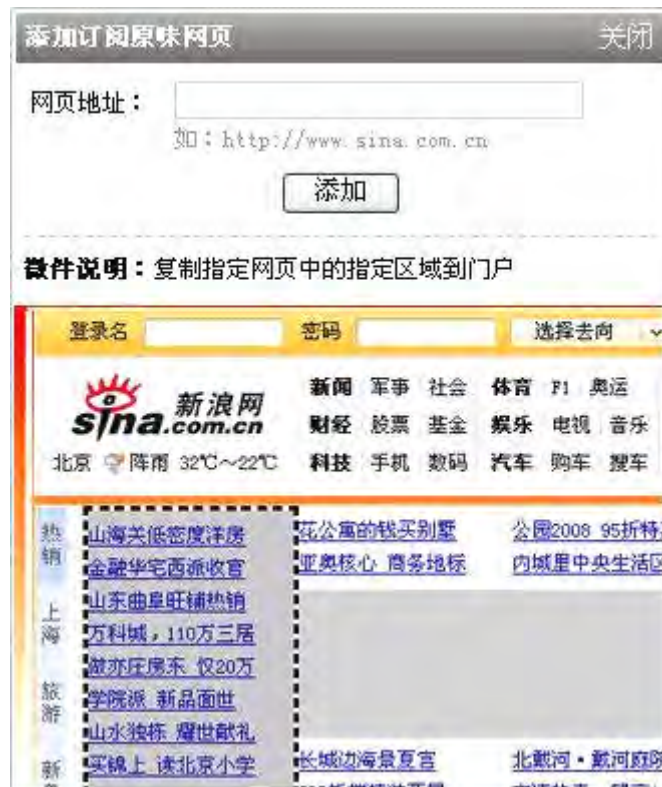 添加订阅原味网页 关闭
网页地址：
如：http://www.sina.com.cn
添加
微件说明：复制指定网页中的指定区域到门户
登录名 密码 选择去向
新浪网
sina.com.cn
新闻 军事 社会 体育 F1 奥运
财经 股票 基金 娱乐 电视 音乐
科技 手机 数码 汽车 购车 搜车
北京 阵雨 32℃～22℃
热销
上海
旅游
新
山海关低密度洋房 花公寓的钱买别墅 公园2008 95折特
金融华宅西派收官 亚奥核心 商务地标 内城里中央生活区
山东曲阜旺铺热销
万科城，110万三居
做亦庄房东 仅20万
学院派 新品面世
山水独栋 耀世献礼
买锦上 读北京小学 长城边海景夏宫 北戴河·戴河庭院